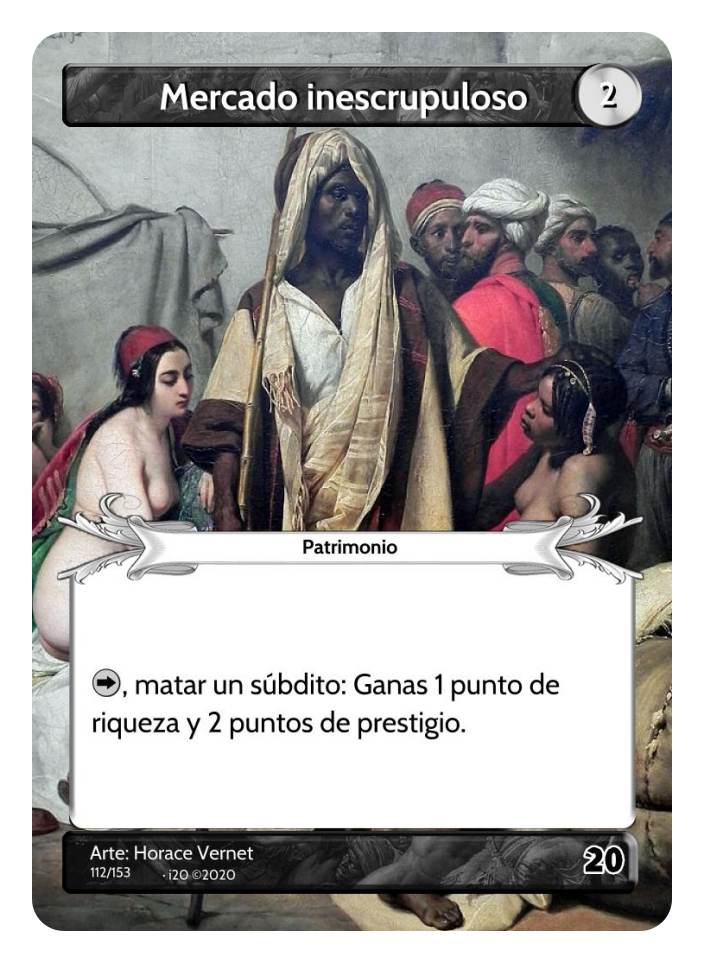 Mercado inescrupuloso
2
Patrimonio
, matar un súbdito: Ganas 1 punto de
riqueza y 2 puntos de prestigio.
Arte: Horace Vernet
112/153 · i20 ©2020
20